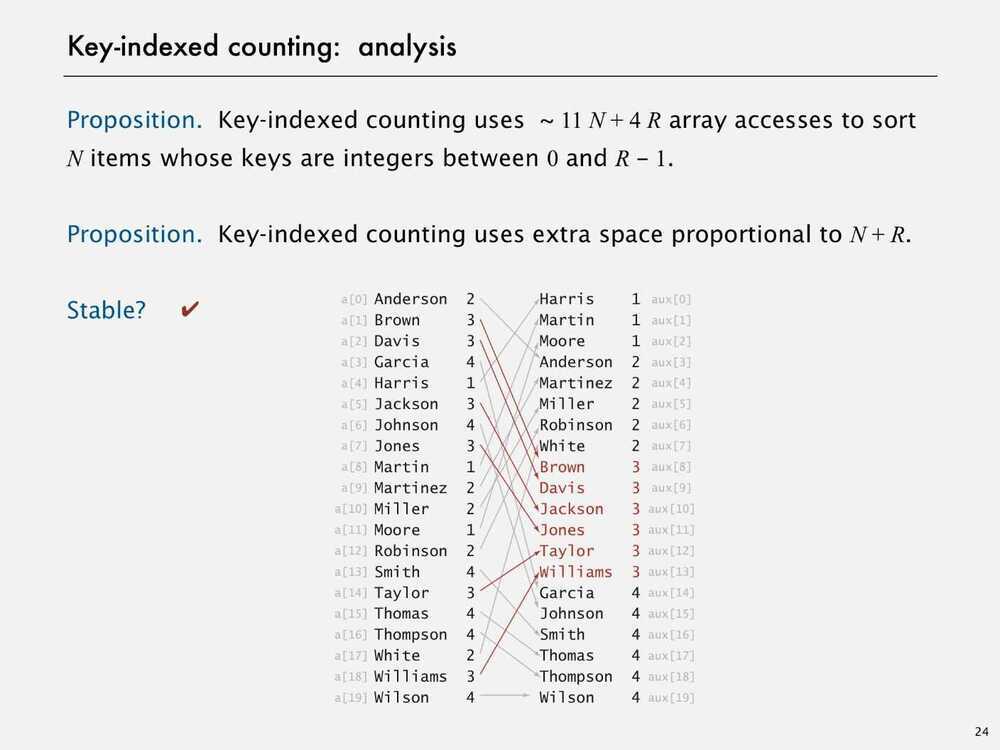 Key-indexed counting: analysis
Proposition. Key-indexed counting uses ~ 11 N + 4 R array accesses to sort
N items whose keys are integers between 0 and R − 1.
Proposition. Key-indexed counting uses extra space proportional to N + R.
Stable? ✔
a[0] Anderson 2 Harris 1 aux[0]
a[1] Brown 3 Martin 1 aux[1]
a[2] Davis 3 Moore 1 aux[2]
a[3] Garcia 4 Anderson 2 aux[3]
a[4] Harris 1 Martinez 2 aux[4]
a[5] Jackson 3 Miller 2 aux[5]
a[6] Johnson 4 Robinson 2 aux[6]
a[7] Jones 3 White 2 aux[7]
a[8] Martin 1 Brown 3 aux[8]
a[9] Martinez 2 Davis 3 aux[9]
a[10] Miller 2 Jackson 3 aux[10]
a[11] Moore 1 Jones 3 aux[11]
a[12] Robinson 2 Taylor 3 aux[12]
a[13] Smith 4 Williams 3 aux[13]
a[14] Taylor 3 Garcia 4 aux[14]
a[15] Thomas 4 Johnson 4 aux[15]
a[16] Thompson 4 Smith 4 aux[16]
a[17] White 2 Thomas 4 aux[17]
a[18] Williams 3 Thompson 4 aux[18]
a[19] Wilson 4 Wilson 4 aux[19]
24